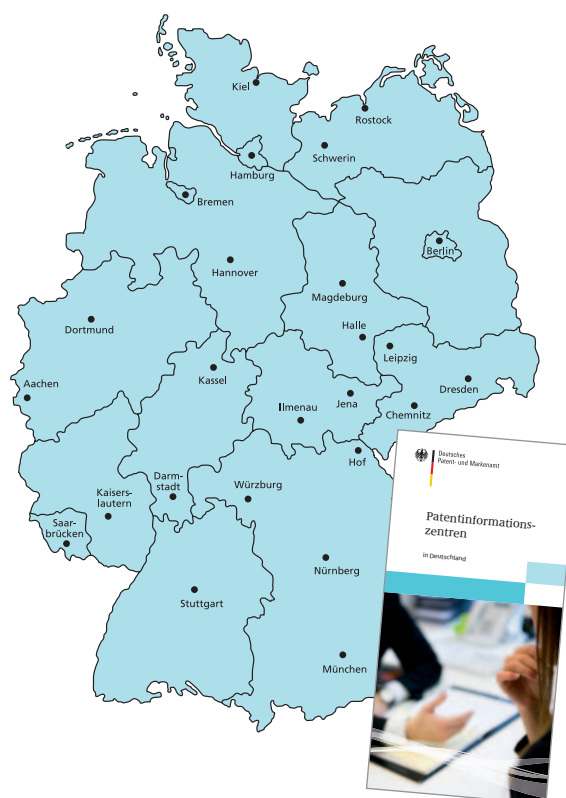 Kiel
Rostock
Schwerin
Hamburg
Bremen
Berlin
Hannover
Magdeburg
Dortmund
Halle
Leipzig
Kassel
Dresden
Aachen
Jena
Chemnitz
Ilmenau
Hof
Darm-
stadt
Würzburg
Kaisers-
lautern
Saar-
brücken
Nürnberg
Stuttgart
München
Deutsches
Patent- und Markenamt
Patentinformations-
zentren
in Deutschland